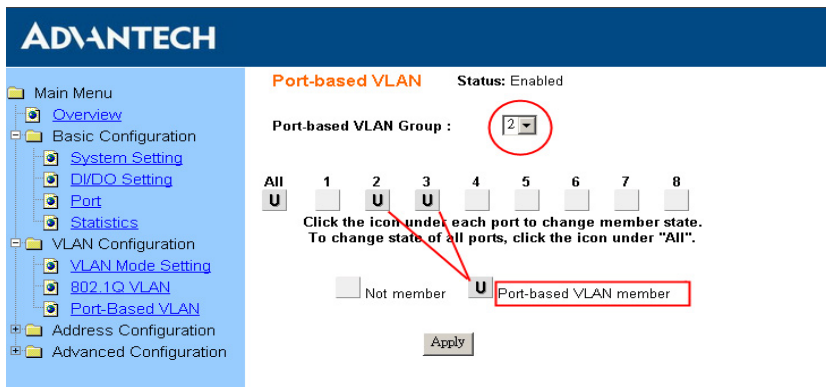 ADVANTECH
Main Menu
Overview
Basic Configuration
System Setting
DI/DO Setting
Port
Statistics
VLAN Configuration
VLAN Mode Setting
802.1Q VLAN
Port-Based VLAN
Address Configuration
Advanced Configuration
Port-based VLAN Status: Enabled
Port-based VLAN Group : 2
All 1 2 3 4 5 6 7 8
U U U
Click the icon under each port to change member state.
To change state of all ports, click the icon under "All".
Not member U Port-based VLAN member
Apply